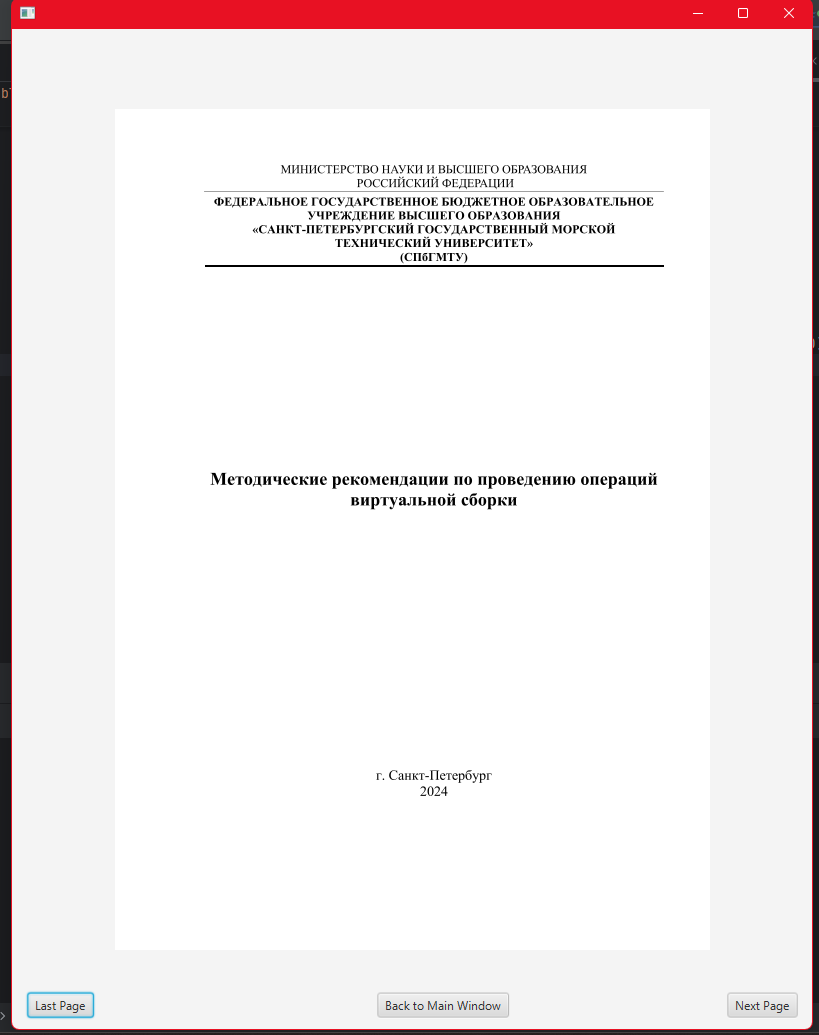 МИНИСТЕРСТВО НАУКИ И ВЫСШЕГО ОБРАЗОВАНИЯ
РОССИЙСКИЙ ФЕДЕРАЦИИ
ФЕДЕРАЛЬНОЕ ГОСУДАРСТВЕННОЕ БЮДЖЕТНОЕ ОБРАЗОВАТЕЛЬНОЕ
УЧРЕЖДЕНИЕ ВЫСШЕГО ОБРАЗОВАНИЯ
«САНКТ-ПЕТЕРБУРГСКИЙ ГОСУДАРСТВЕННЫЙ МОРСКОЙ
ТЕХНИЧЕСКИЙ УНИВЕРСИТЕТ»
(СПбГМТУ)
Методические рекомендации по проведению операций
виртуальной сборки
г. Санкт-Петербург
2024
Last Page
Back to Main Window
Next Page